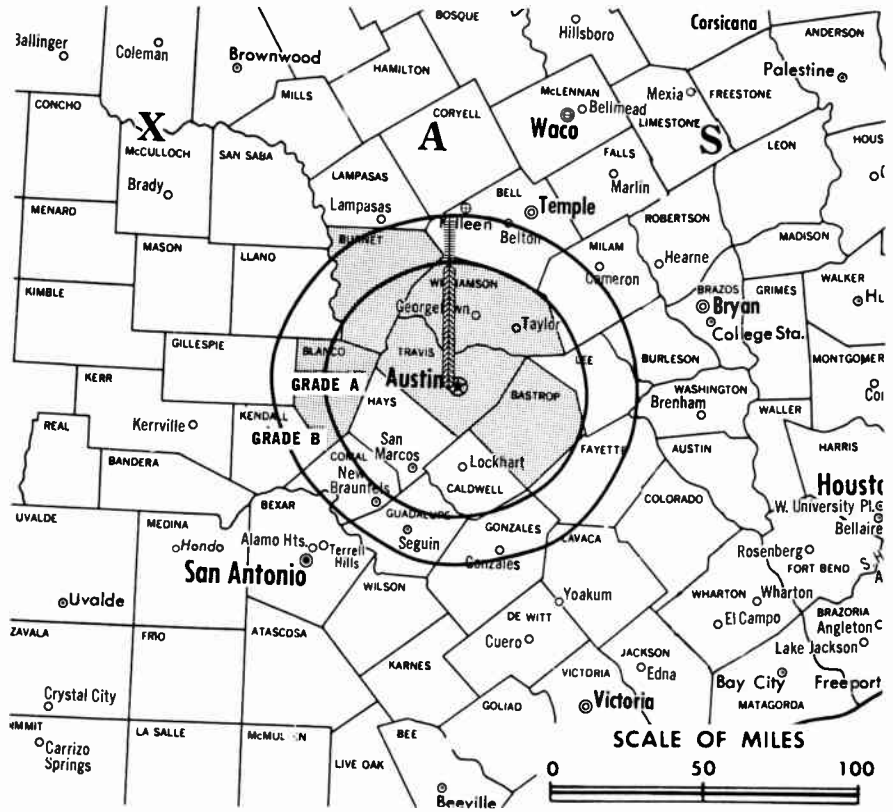 BOSQUE
Hillsboro
Corsicana
ANDERSON
Ballinger
Coleman
Brownwood
HAMILTON
Palestine
CONCHO
MILLS
CORYELL
McLENNAN
Bellmead
Mexia
FREESTONE
X
A
Waco
LIMESTONE
S
McCULLOCH
SAN SABA
LAMPASAS
FALLS
LEON
HOUS
Brady
Lampasas
BELL
Temple
Marlin
MENARD
Killeen
Belton
ROBERTSON
MASON
LLANO
BURNET
MILAM
Cameron
Hearne
MADISON
KIMBLE
WILLIAMSON
Georgetown
Taylor
BRAZOS
Bryan
College Sta.
GRIMES
WALKER
Hu
GILLESPIE
BLANCO
TRAVIS
LEE
BURLESON
MONTGOMER
KERR
GRADE A
Austin
BASTROP
WASHINGTON
Brenham
Co
REAL
Kerrville
KENDALL
HAYS
GRADE B
WALLER
BANDERA
COMAL
San
Marcos
Lockhart
FAYETTE
AUSTIN
HARRIS
New
Braunfels
CALDWELL
UVALDE
MEDINA
BEXAR
GUADALUPE
Seguin
GONZALES
Gonzales
COLORADO
Housto
W. University Pl.
Bellaire
Hondo
Alamo Hts.
Terrell
Hills
LAVACA
Rosenberg
FORT BEND
San Antonio
WILSON
Uvalde
Yoakum
WHARTON
Wharton
El Campo
BRAZORIA
Angleton
ZAVALA
FRIO
ATASCOSA
DE WITT
Cuero
Lake Jackson
KARNES
JACKSON
Edna
VICTORIA
Victoria
Bay City
Freeport
Crystal City
GOLIAD
MATAGORDA
IMMIT
LA SALLE
McMULLEN
BEE
Carrizo
Springs
LIVE OAK
Beeville
SCALE OF MILES
0 50 100